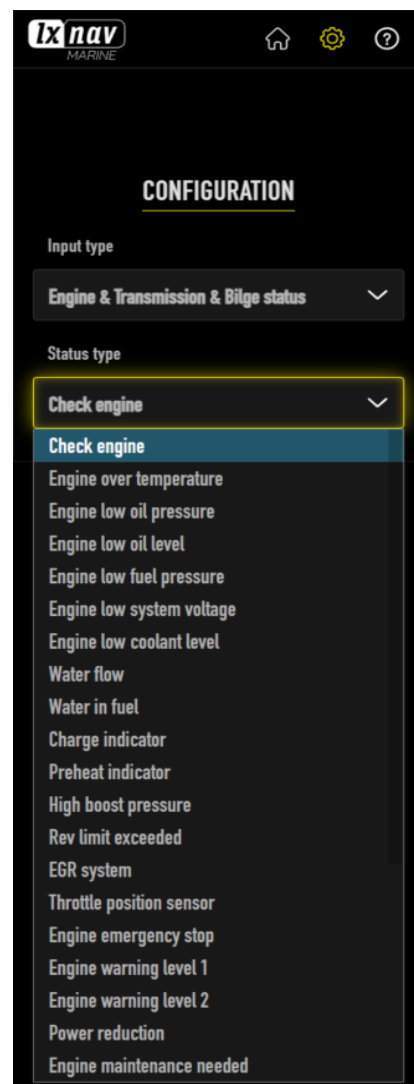 lx nav
MARINE
CONFIGURATION
Input type
Engine & Transmission & Bilge status
Status type
Check engine
Check engine
Engine over temperature
Engine low oil pressure
Engine low oil level
Engine low fuel pressure
Engine low system voltage
Engine low coolant level
Water flow
Water in fuel
Charge indicator
Preheat indicator
High boost pressure
Rev limit exceeded
EGR system
Throttle position sensor
Engine emergency stop
Engine warning level 1
Engine warning level 2
Power reduction
Engine maintenance needed